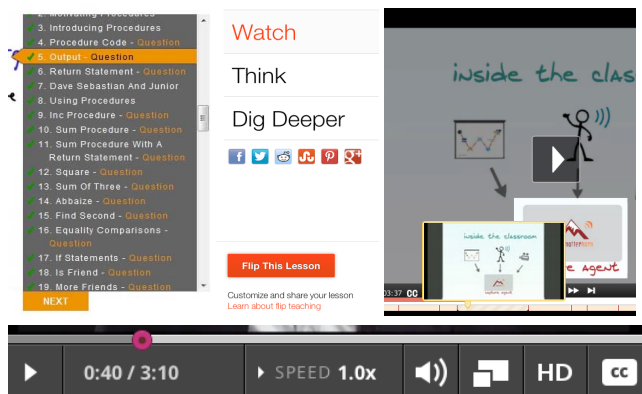 2. Motivating Procedures
3. Introducing Procedures
4. Procedure Code - Question
5. Output - Question
6. Return Statement - Question
7. Dave Sebastian And Junior
8. Using Procedures
9. Inc Procedure - Question
10. Sum Procedure - Question
11. Sum Procedure With A
Return Statement - Question
12. Square - Question
13. Sum Of Three - Question
14. Abbaize - Question
15. Find Second - Question
16. Equality Comparisons -
Question
17. If Statements - Question
18. Is Friend - Question
19. More Friends - Question
NEXT
Watch
Think
Dig Deeper
Flip This Lesson
Customize and share your lesson
Learn about flip teaching
inside the clas
inside the classroom
capture agent
e agent
03:37 CC
0:40 / 3:10
SPEED 1.0x
HD
CC